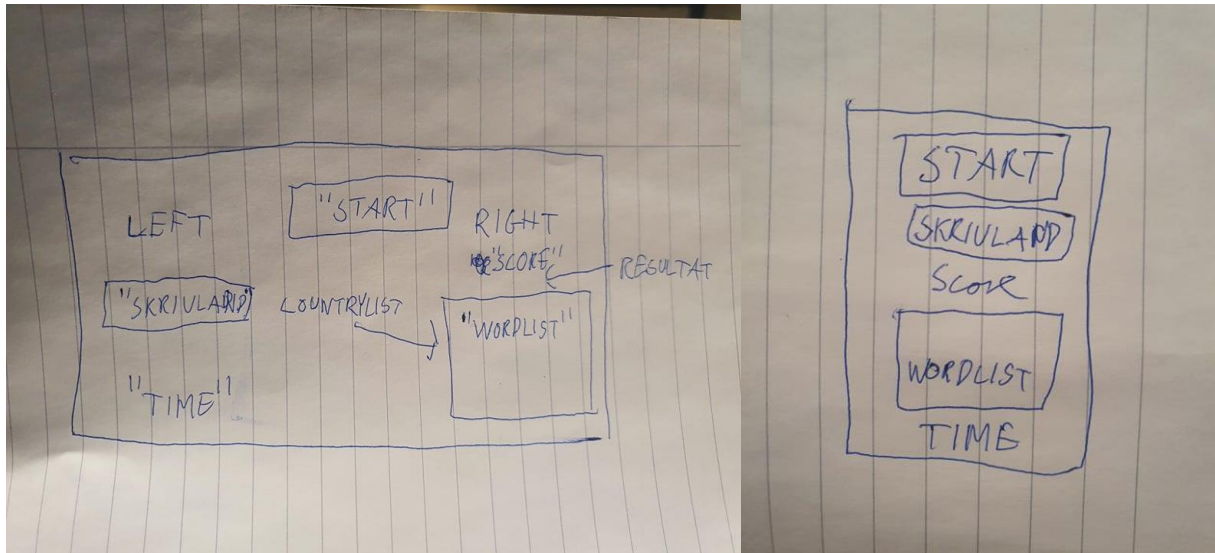 LEFT
"START"
RIGHT
"SCORE"
RESULTAT
"SKRIVLAND"
COUNTRYLIST
"WORDLIST"
"TIME"
START
SKRIVLAND
Score
WORDLIST
TIME